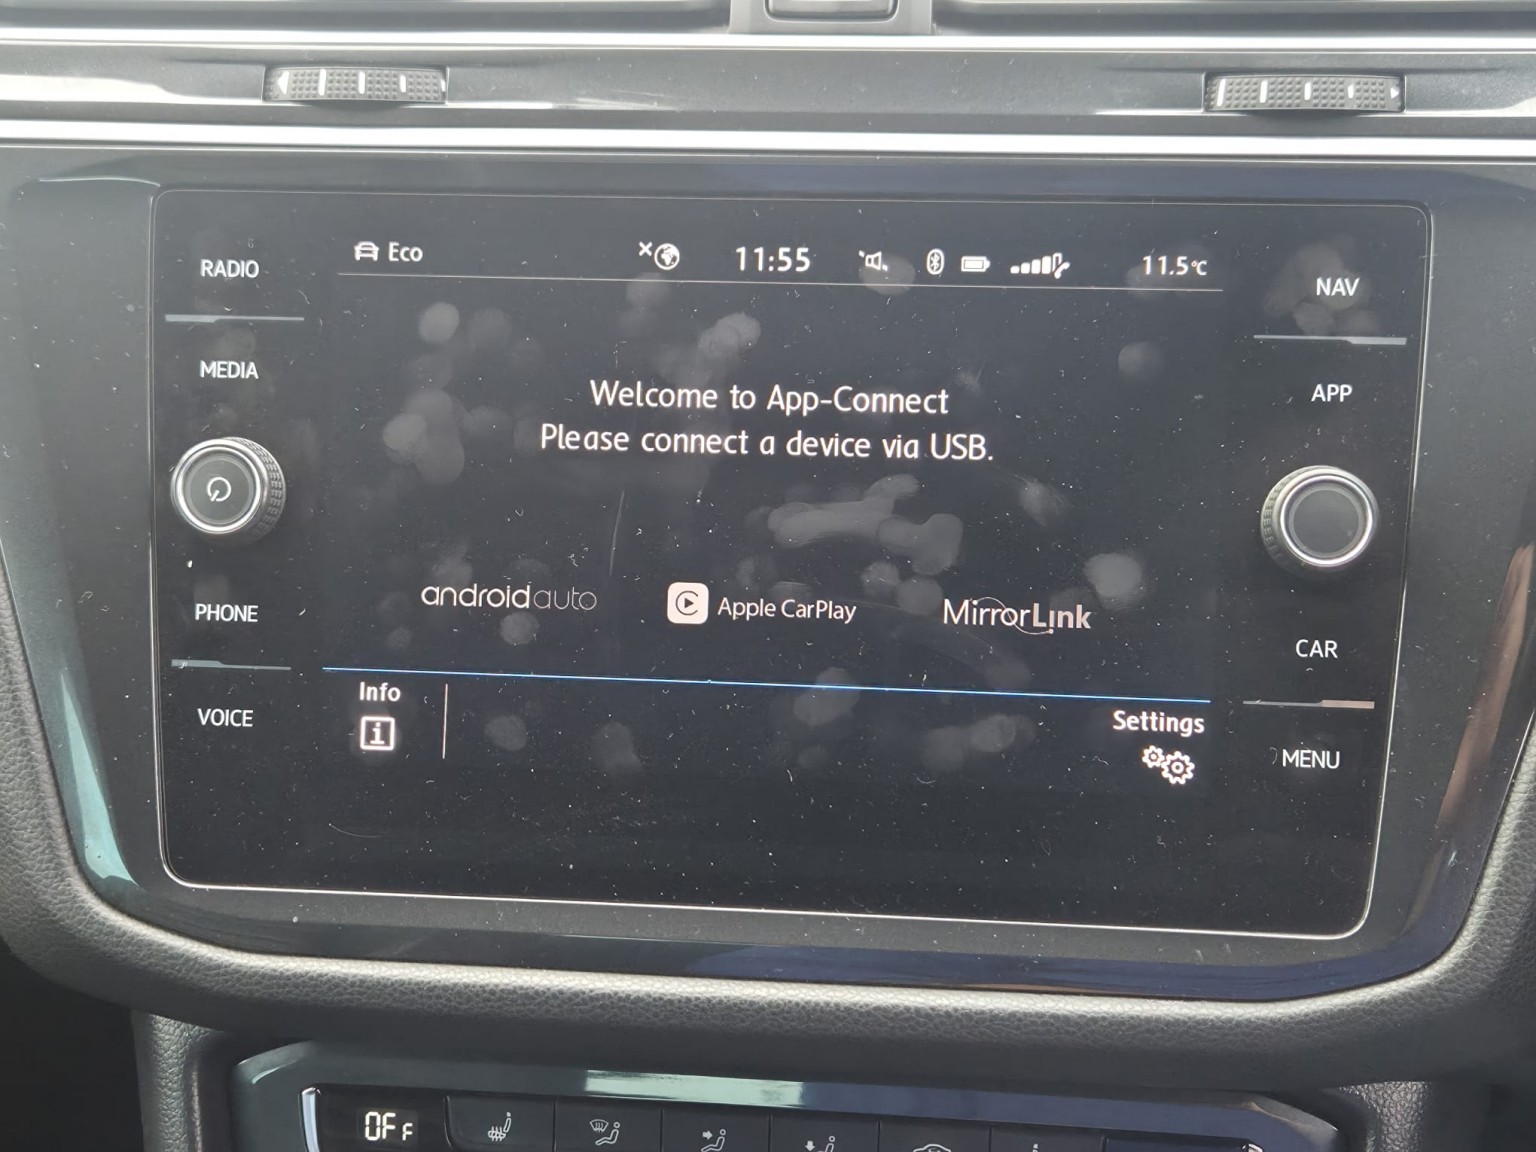 Eco
11:55
11.5°C
RADIO
MEDIA
PHONE
VOICE
Welcome to App-Connect
Please connect a device via USB.
androidauto
Apple CarPlay
MirrorLink
Info
i
Settings
NAV
APP
CAR
MENU
OFF